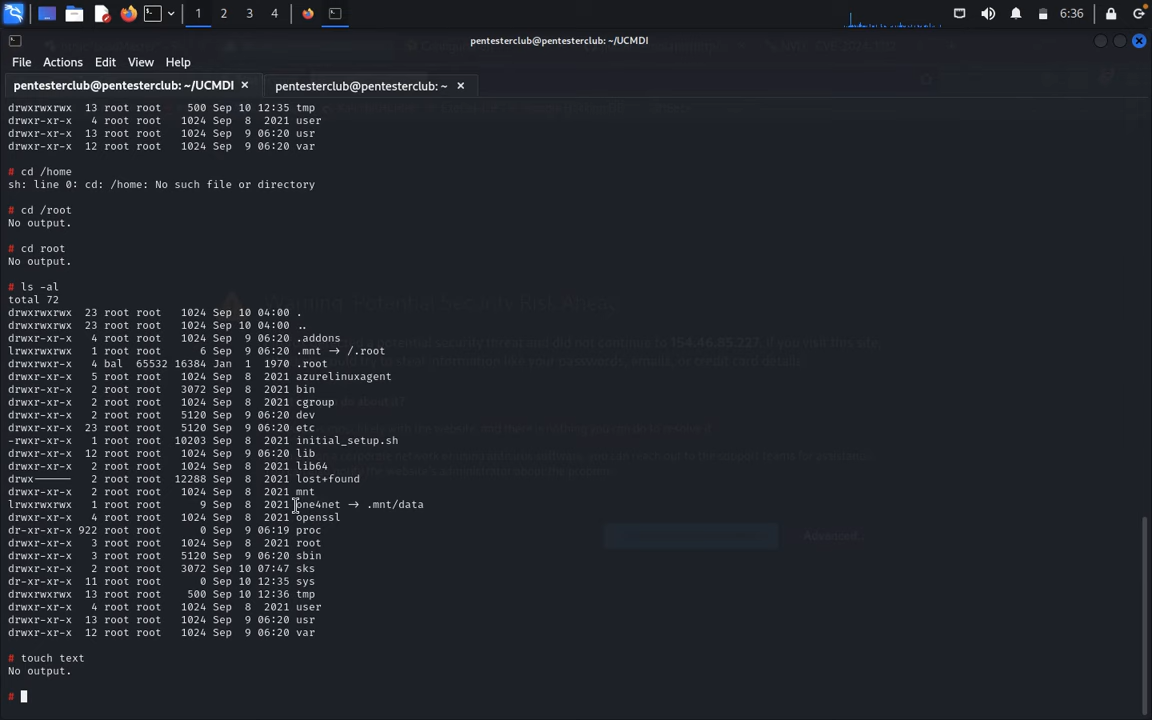 1 2 3 4 6:36
pentesterclub@pentesterclub: ~/UCMDI
File Actions Edit View Help
pentesterclub@pentesterclub: ~/UCMDI × pentesterclub@pentesterclub: ~ ×
drwxrwxrwx 13 root root 500 Sep 10 12:35 tmp
drwxr-xr-x 4 root root 1024 Sep 8 2021 user
drwxr-xr-x 13 root root 1024 Sep 9 06:20 usr
drwxr-xr-x 12 root root 1024 Sep 9 06:20 var
# cd /home
sh: line 0: cd: /home: No such file or directory
# cd /root
No output.
# cd root
No output.
# ls -al
total 72
drwxrwxrwx 23 root root 1024 Sep 10 04:00 .
drwxrwxrwx 23 root root 1024 Sep 10 04:00 ..
drwxr-xr-x 4 root root 1024 Sep 9 06:20 .addons
lrwxrwxrwx 1 root root 6 Sep 9 06:20 .mnt → /.root
drwxrwxr-x 4 bal 65532 16384 Jan 1 1970 .root
drwxr-xr-x 5 root root 1024 Sep 8 2021 azurelinuxagent
drwxr-xr-x 2 root root 3072 Sep 8 2021 bin
drwxr-xr-x 2 root root 1024 Sep 8 2021 cgroup
drwxr-xr-x 2 root root 5120 Sep 9 06:20 dev
drwxr-xr-x 23 root root 5120 Sep 9 06:20 etc
-rwxr-xr-x 1 root root 10203 Sep 8 2021 initial_setup.sh
drwxr-xr-x 12 root root 1024 Sep 9 06:20 lib
drwxr-xr-x 2 root root 1024 Sep 8 2021 lib64
drwx------ 2 root root 12288 Sep 8 2021 lost+found
drwxr-xr-x 2 root root 1024 Sep 8 2021 mnt
lrwxrwxrwx 1 root root 9 Sep 8 2021 one4net → .mnt/data
drwxr-xr-x 4 root root 1024 Sep 8 2021 openssl
dr-xr-xr-x 922 root root 0 Sep 9 06:19 proc
drwxr-xr-x 3 root root 1024 Sep 8 2021 root
drwxr-xr-x 3 root root 5120 Sep 9 06:20 sbin
drwxr-xr-x 2 root root 3072 Sep 10 07:47 sks
dr-xr-xr-x 11 root root 0 Sep 10 12:35 sys
drwxrwxrwx 13 root root 500 Sep 10 12:36 tmp
drwxr-xr-x 4 root root 1024 Sep 8 2021 user
drwxr-xr-x 13 root root 1024 Sep 9 06:20 usr
drwxr-xr-x 12 root root 1024 Sep 9 06:20 var
# touch text
No output.
#
Warning: Potential Security Risk Ahead